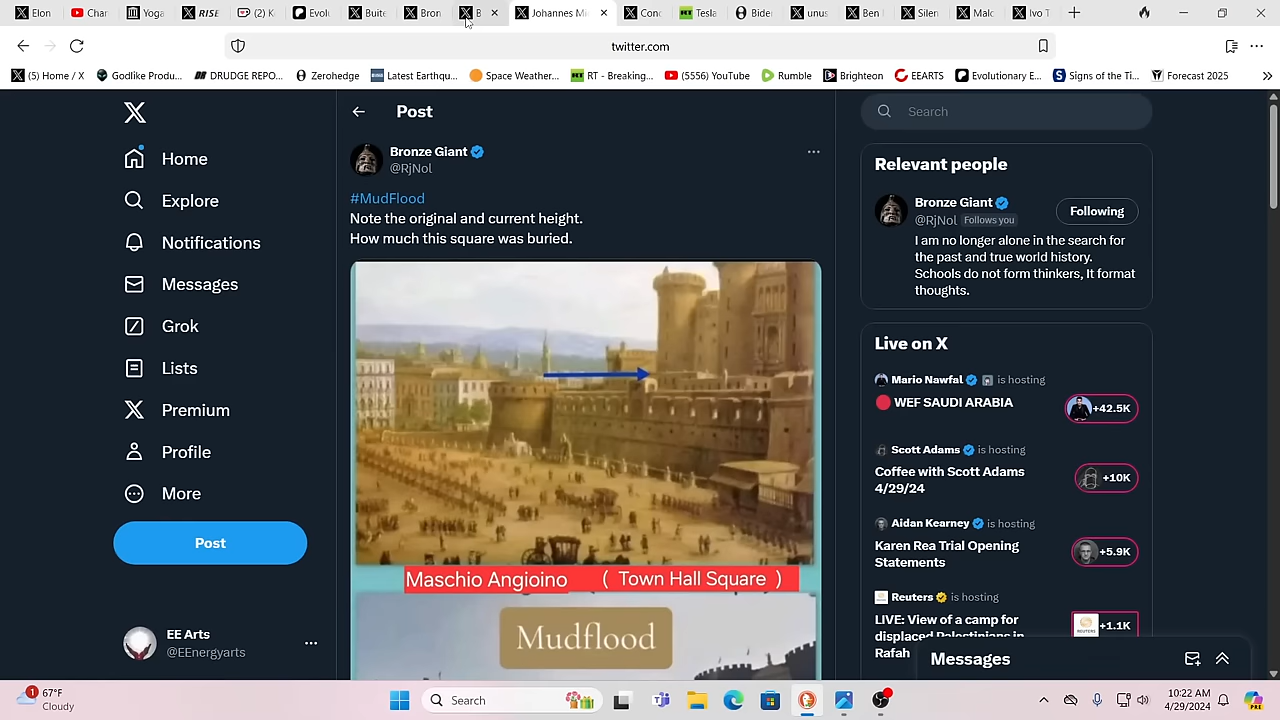 Elon
Char
Yoga
RISE
(2) K
Evol
Buite
Bron
B
Johannes Mi
Conc
Tesla
Bide
unus
Ben
Silen
Malc
Ivo T
twitter.com
(5) Home / X
Godlike Produ...
DRUDGE REPO...
Zerohedge
Latest Earthqu...
Space Weather...
RT - Breaking...
(5556) YouTube
Rumble
Brighteon
EEARTS
Evolutionary E...
Signs of the Ti...
Forecast 2025
Post
Home
Explore
Notifications
Messages
Grok
Lists
Premium
Profile
More
Post
EE Arts
@EEnergyarts
Bronze Giant
@RjNol
#MudFlood
Note the original and current height.
How much this square was buried.
Maschio Angioino ( Town Hall Square )
Mudflood
Search
Relevant people
Bronze Giant
@RjNol Follows you
Following
I am no longer alone in the search for
the past and true world history.
Schools do not form thinkers, It format
thoughts.
Live on X
Mario Nawfal is hosting
WEF SAUDI ARABIA
+42.5K
Scott Adams is hosting
Coffee with Scott Adams
4/29/24
+10K
Aidan Kearney is hosting
Karen Rea Trial Opening
Statements
+5.9K
Reuters is hosting
LIVE: View of a camp for
displaced Palestinians in
Rafah
+1.1K
Messages
1
67°F
Cloudy
Search
10:22 AM
4/29/2024